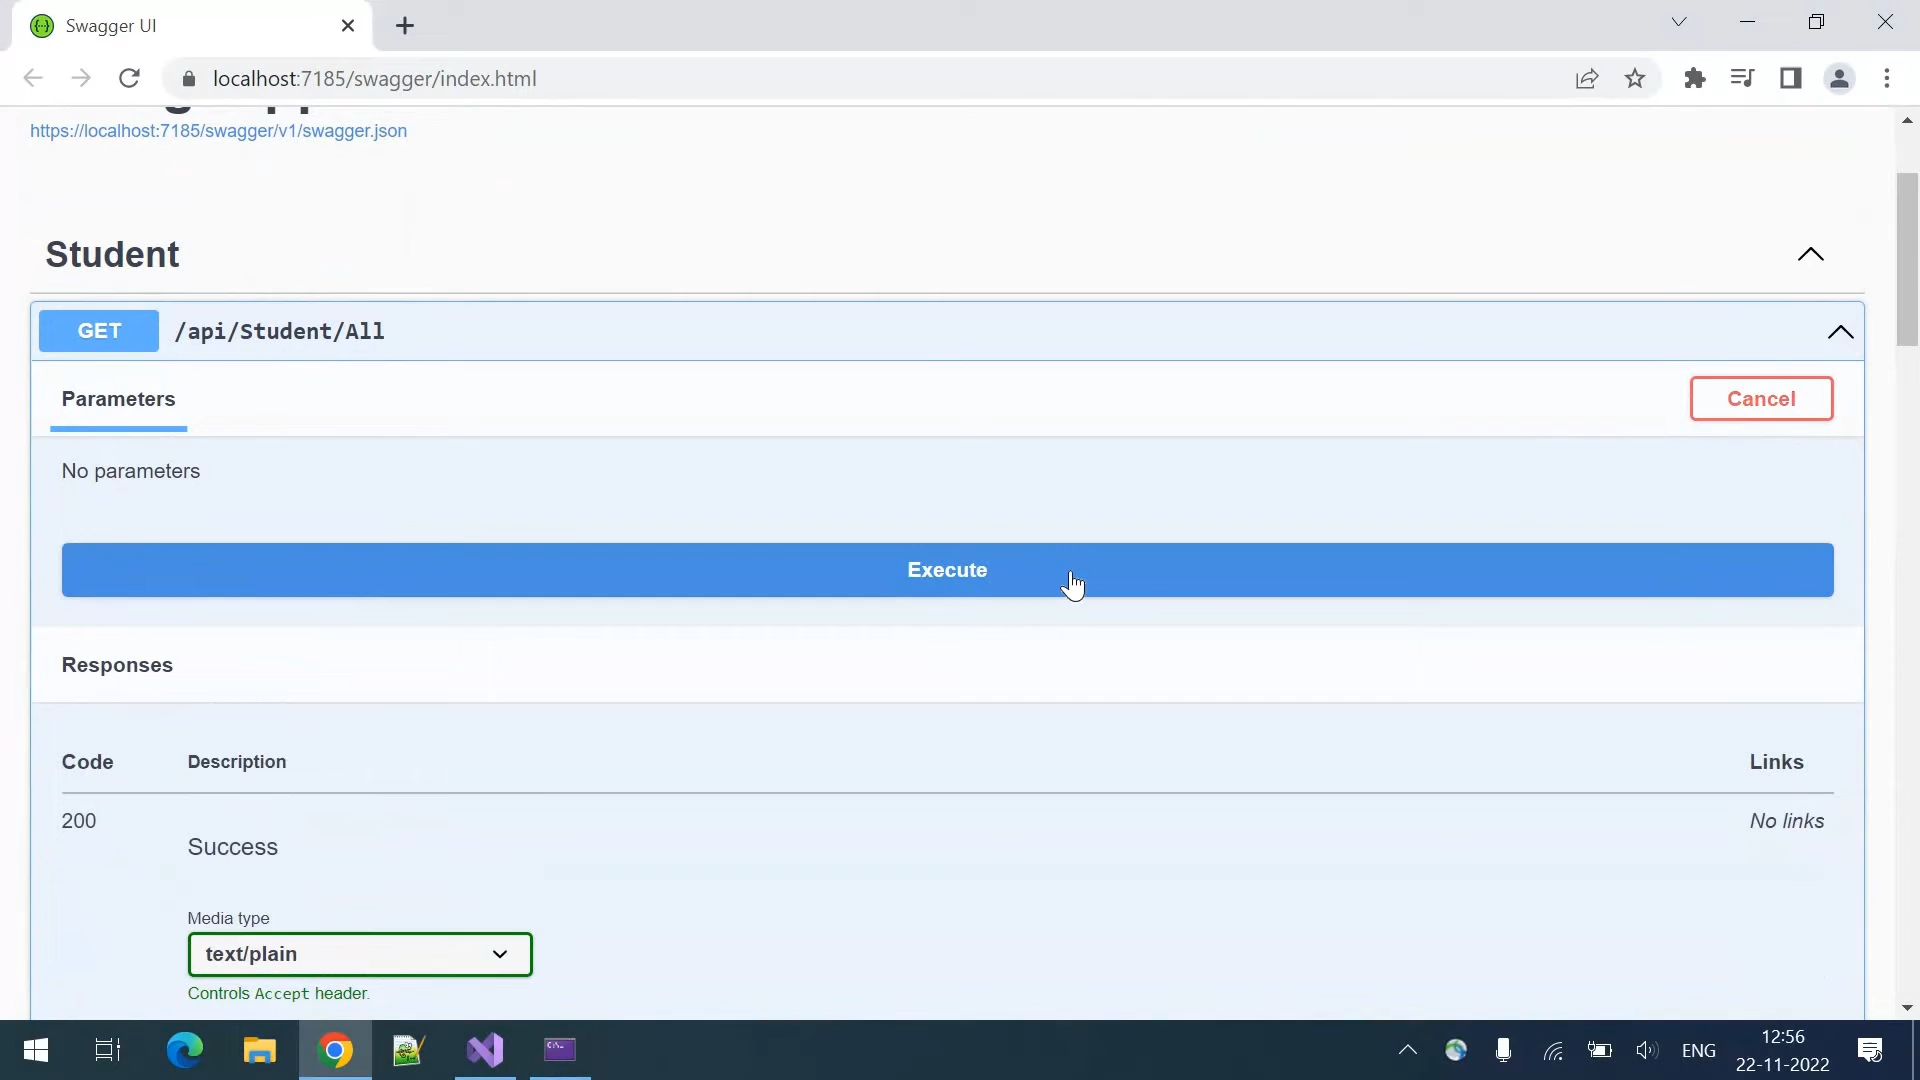 Swagger UI
localhost:7185/swagger/index.html
https://localhost:7185/swagger/v1/swagger.json
Student
GET /api/Student/All
Parameters
Cancel
No parameters
Execute
Responses
Code Description Links
200 No links
Success
Media type
text/plain
Controls Accept header.
ENG
12:56
22-11-2022